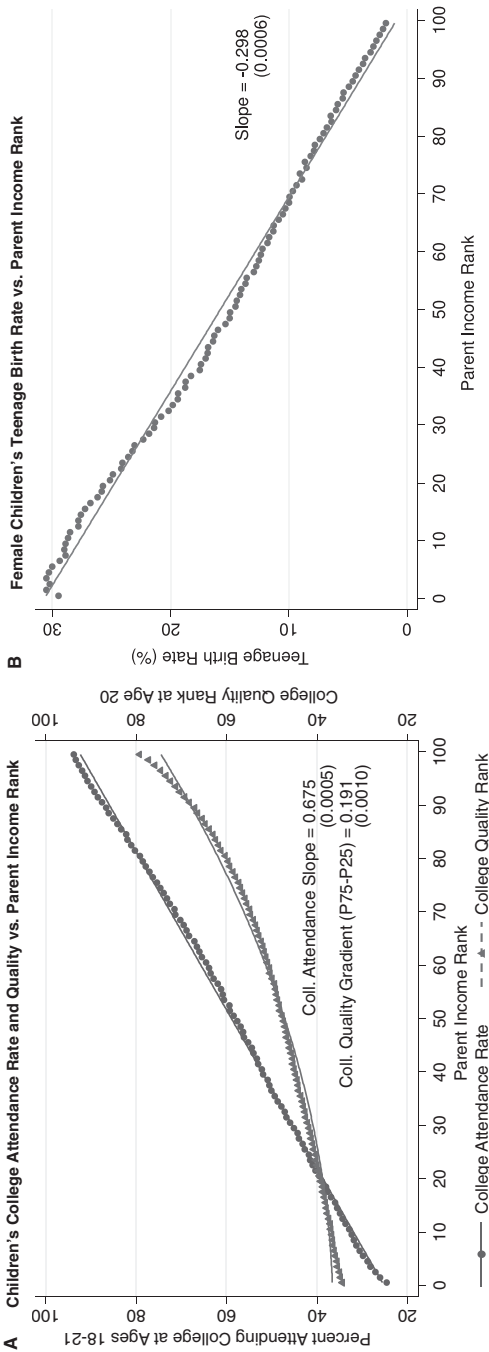 A
Children's College Attendance Rate and Quality vs. Parent Income Rank
Percent Attending College at Ages 18-21
20 40 60 80 100
College Quality Rank at Age 20
20 40 60 80 100
Coll. Attendance Slope = 0.675
(0.0005)
Coll. Quality Gradient (P75-P25) = 0.191
(0.0010)
0 10 20 30 40 50 60 70 80 90 100
Parent Income Rank
College Attendance Rate
College Quality Rank
B
Female Children's Teenage Birth Rate vs. Parent Income Rank
Teenage Birth Rate (%)
0 10 20 30
Slope = -0.298
(0.0006)
0 10 20 30 40 50 60 70 80 90 100
Parent Income Rank